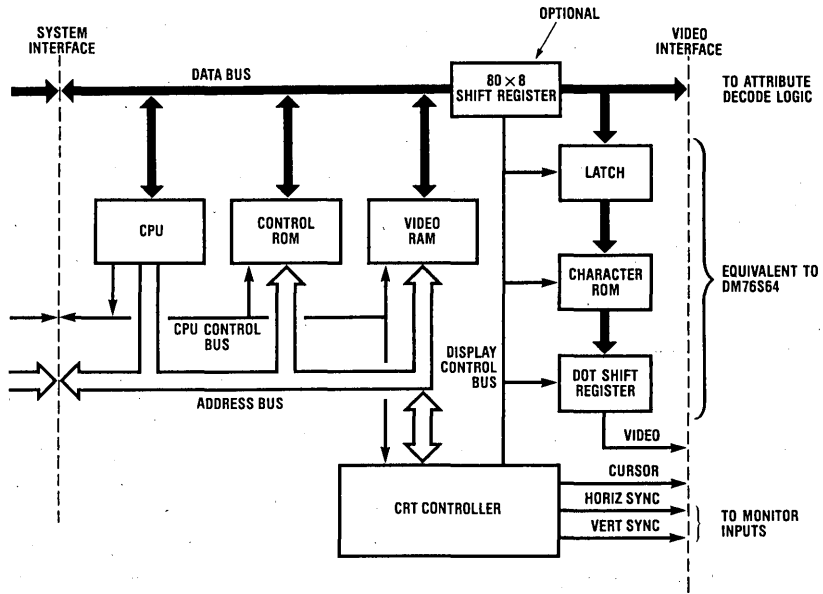 OPTIONAL
SYSTEM
INTERFACE
VIDEO
INTERFACE
DATA BUS
80 × 8
SHIFT REGISTER
TO ATTRIBUTE
DECODE LOGIC
LATCH
CPU
CONTROL
ROM
VIDEO
RAM
CHARACTER
ROM
EQUIVALENT TO
DM76S64
CPU CONTROL
BUS
DISPLAY
CONTROL
BUS
DOT SHIFT
REGISTER
ADDRESS BUS
VIDEO
CURSOR
CRT CONTROLLER
HORIZ SYNC
VERT SYNC
TO MONITOR
INPUTS